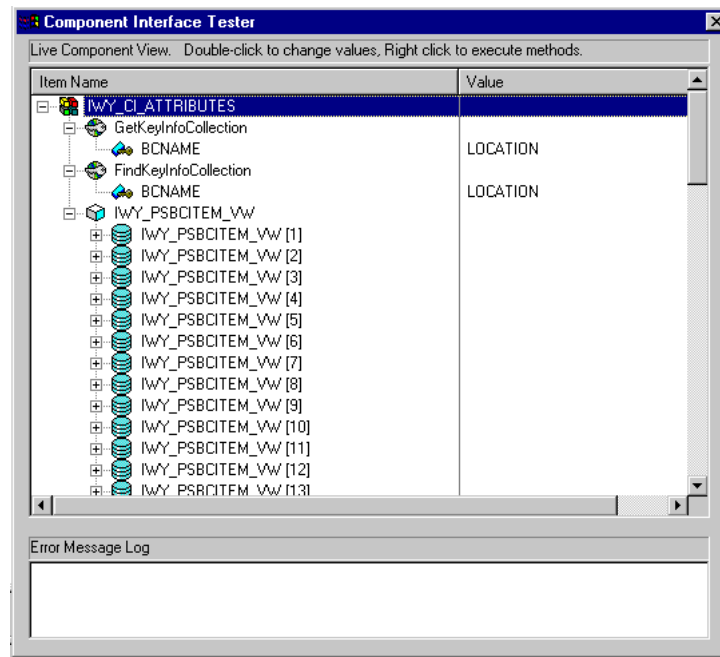 Component Interface Tester
Live Component View. Double-click to change values, Right click to execute methods.
Item Name Value
IWY_CI_ATTRIBUTES
GetKeyInfoCollection
BCNAME LOCATION
FindKeyInfoCollection
BCNAME LOCATION
IWY_PSBCITEM_VW
IWY_PSBCITEM_VW [1]
IWY_PSBCITEM_VW [2]
IWY_PSBCITEM_VW [3]
IWY_PSBCITEM_VW [4]
IWY_PSBCITEM_VW [5]
IWY_PSBCITEM_VW [6]
IWY_PSBCITEM_VW [7]
IWY_PSBCITEM_VW [8]
IWY_PSBCITEM_VW [9]
IWY_PSBCITEM_VW [10]
IWY_PSBCITEM_VW [11]
IWY_PSBCITEM_VW [12]
IWY_PSBCITEM_VW [13]
Error Message Log